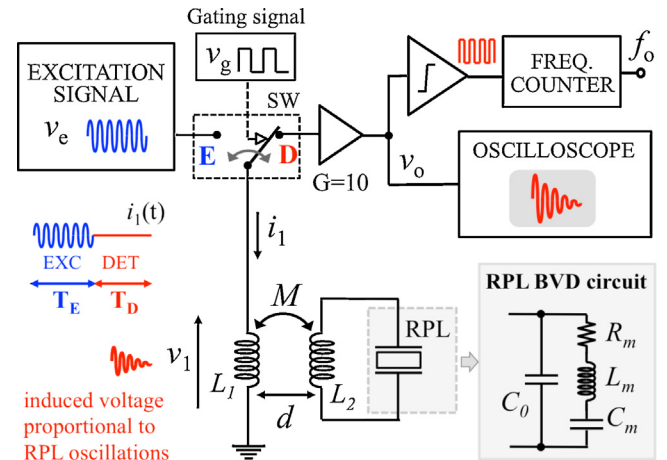 Gating signal
v_g
EXCITATION
SIGNAL
v_e
SW
E
D
G=10
FREQ.
COUNTER
f_o
v_o
OSCILLOSCOPE
i_1(t)
EXC
DET
T_E
T_D
i_1
M
v_1
L_1
L_2
d
RPL
induced voltage
proportional to
RPL oscillations
RPL BVD circuit
R_m
L_m
C_0
C_m